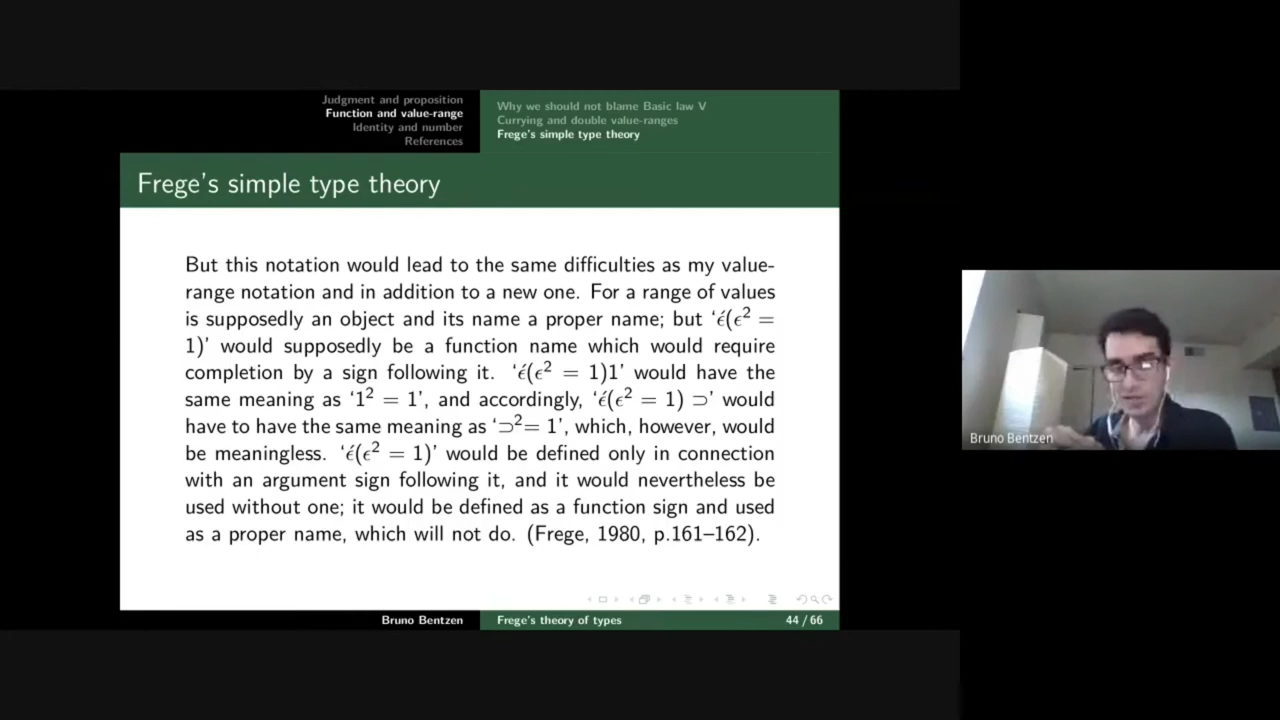 Judgment and proposition
Function and value-range
Identity and number
References
Why we should not blame Basic law V
Currying and double value-ranges
Frege's simple type theory
Frege's simple type theory
But this notation would lead to the same difficulties as my value-
range notation and in addition to a new one. For a range of values
is supposedly an object and its name a proper name; but ‘ἐ(ϵ² =
1)’ would supposedly be a function name which would require
completion by a sign following it. ‘ἐ(ϵ² = 1)1’ would have the
same meaning as ‘1² = 1’, and accordingly, ‘ἐ(ϵ² = 1) ⊃’ would
have to have the same meaning as ‘⊃²= 1’, which, however, would
be meaningless. ‘ἐ(ϵ² = 1)’ would be defined only in connection
with an argument sign following it, and it would nevertheless be
used without one; it would be defined as a function sign and used
as a proper name, which will not do. (Frege, 1980, p.161–162).
Bruno Bentzen
Frege's theory of types
44 / 66
Bruno Bentzen